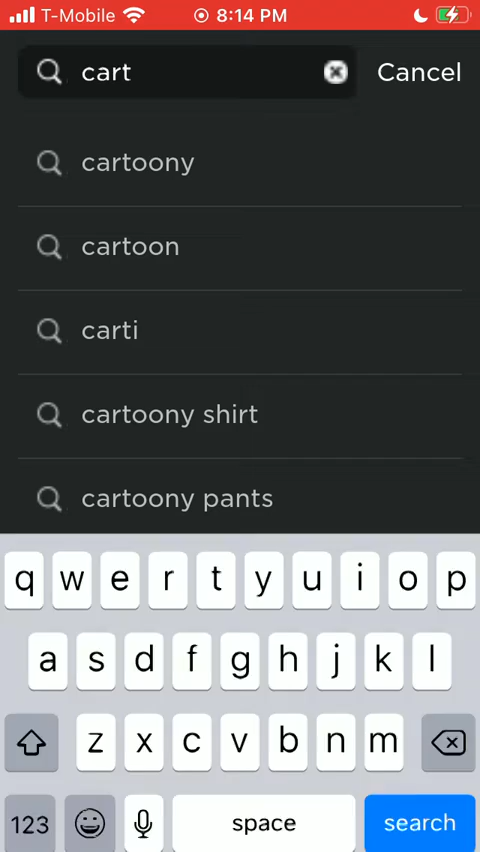 T-Mobile 8:14 PM
cart Cancel
cartoony
cartoon
carti
cartoony shirt
cartoony pants
q w e r t y u i o p
a s d f g h j k l
z x c v b n m
123 space search